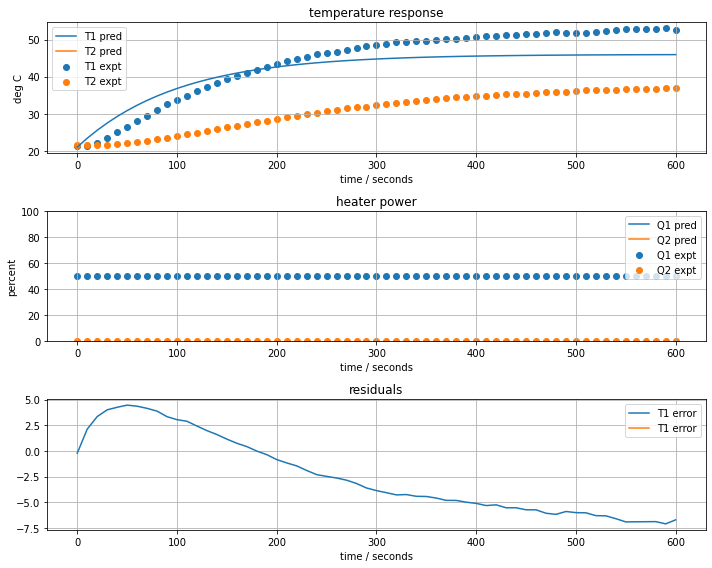 temperature response
T1 pred
T2 pred
T1 expt
T2 expt
deg C
50
40
30
20
0 100 200 300 400 500 600
time / seconds
heater power
Q1 pred
Q2 pred
Q1 expt
Q2 expt
percent
100
80
60
40
20
0
0 100 200 300 400 500 600
time / seconds
residuals
T1 error
T1 error
5.0
2.5
0.0
−2.5
−5.0
−7.5
0 100 200 300 400 500 600
time / seconds